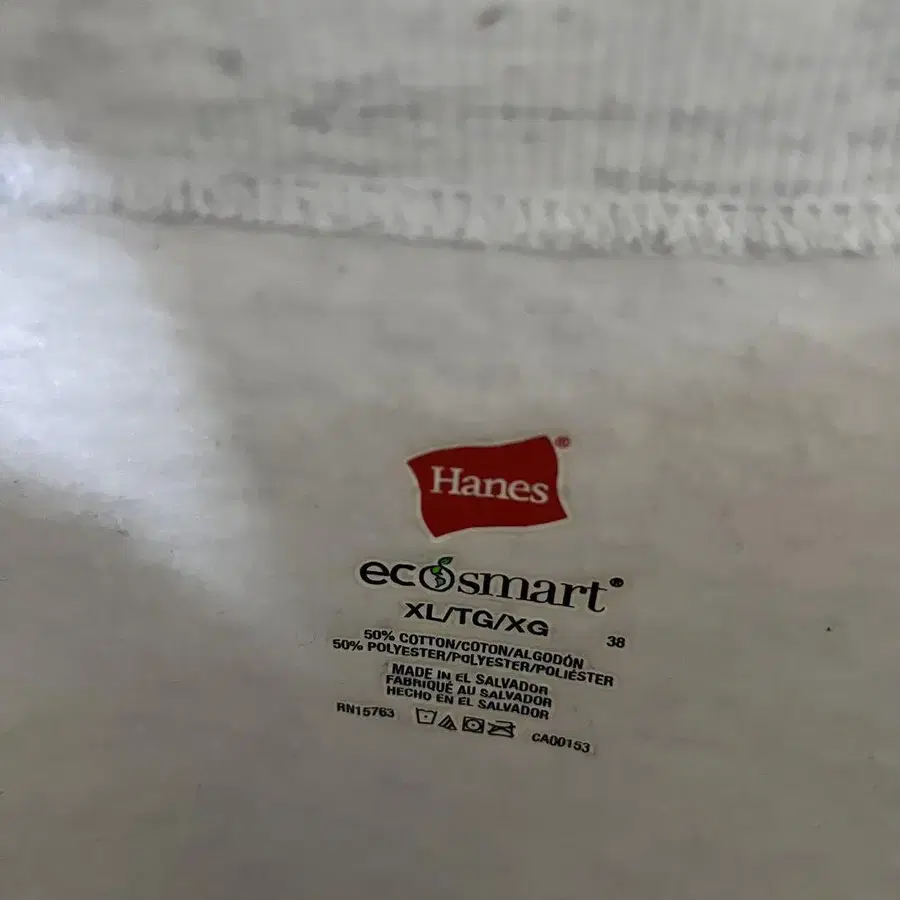 Hanes®
ecosmart®
XL/TG/XG
38
50% COTTON/COTON/ALGODÓN
50% POLYESTER/POLYESTER/POLIÉSTER
MADE IN EL SALVADOR
FABRIQUÉ AU SALVADOR
HECHO EN EL SALVADOR
RN15763 CA00153